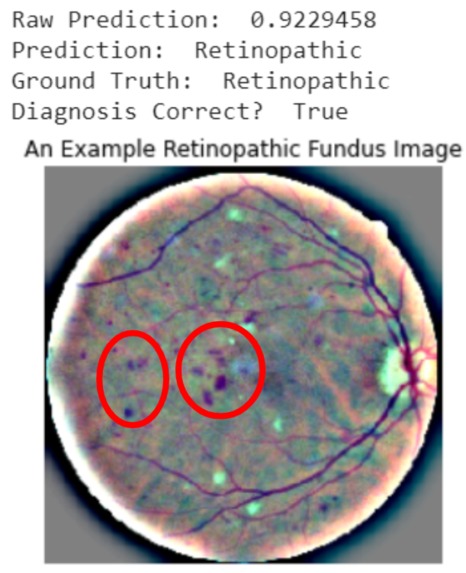 Raw Prediction:  0.9229458
Prediction:  Retinopathic
Ground Truth:  Retinopathic
Diagnosis Correct?  True
An Example Retinopathic Fundus Image